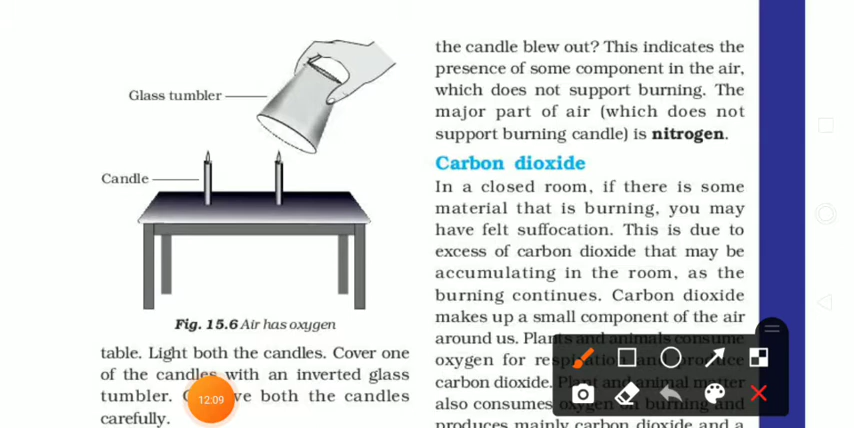 Glass tumbler
Candle
Fig. 15.6 Air has oxygen
table. Light both the candles. Cover one
of the candles with an inverted glass
tumbler. both the candles
carefully.
12:09
the candle blew out? This indicates the
presence of some component in the air,
which does not support burning. The
major part of air (which does not
support burning candle) is nitrogen.
Carbon dioxide
In a closed room, if there is some
material that is burning, you may
have felt suffocation. This is due to
excess of carbon dioxide that may be
accumulating in the room, as the
burning continues. Carbon dioxide
makes up a small component of the air
around us. Plants and animals consume
oxygen for respiration and produce
carbon dioxide. Plant and animal matter
also consumes oxygen on burning and
produces mainly carbon dioxide and a